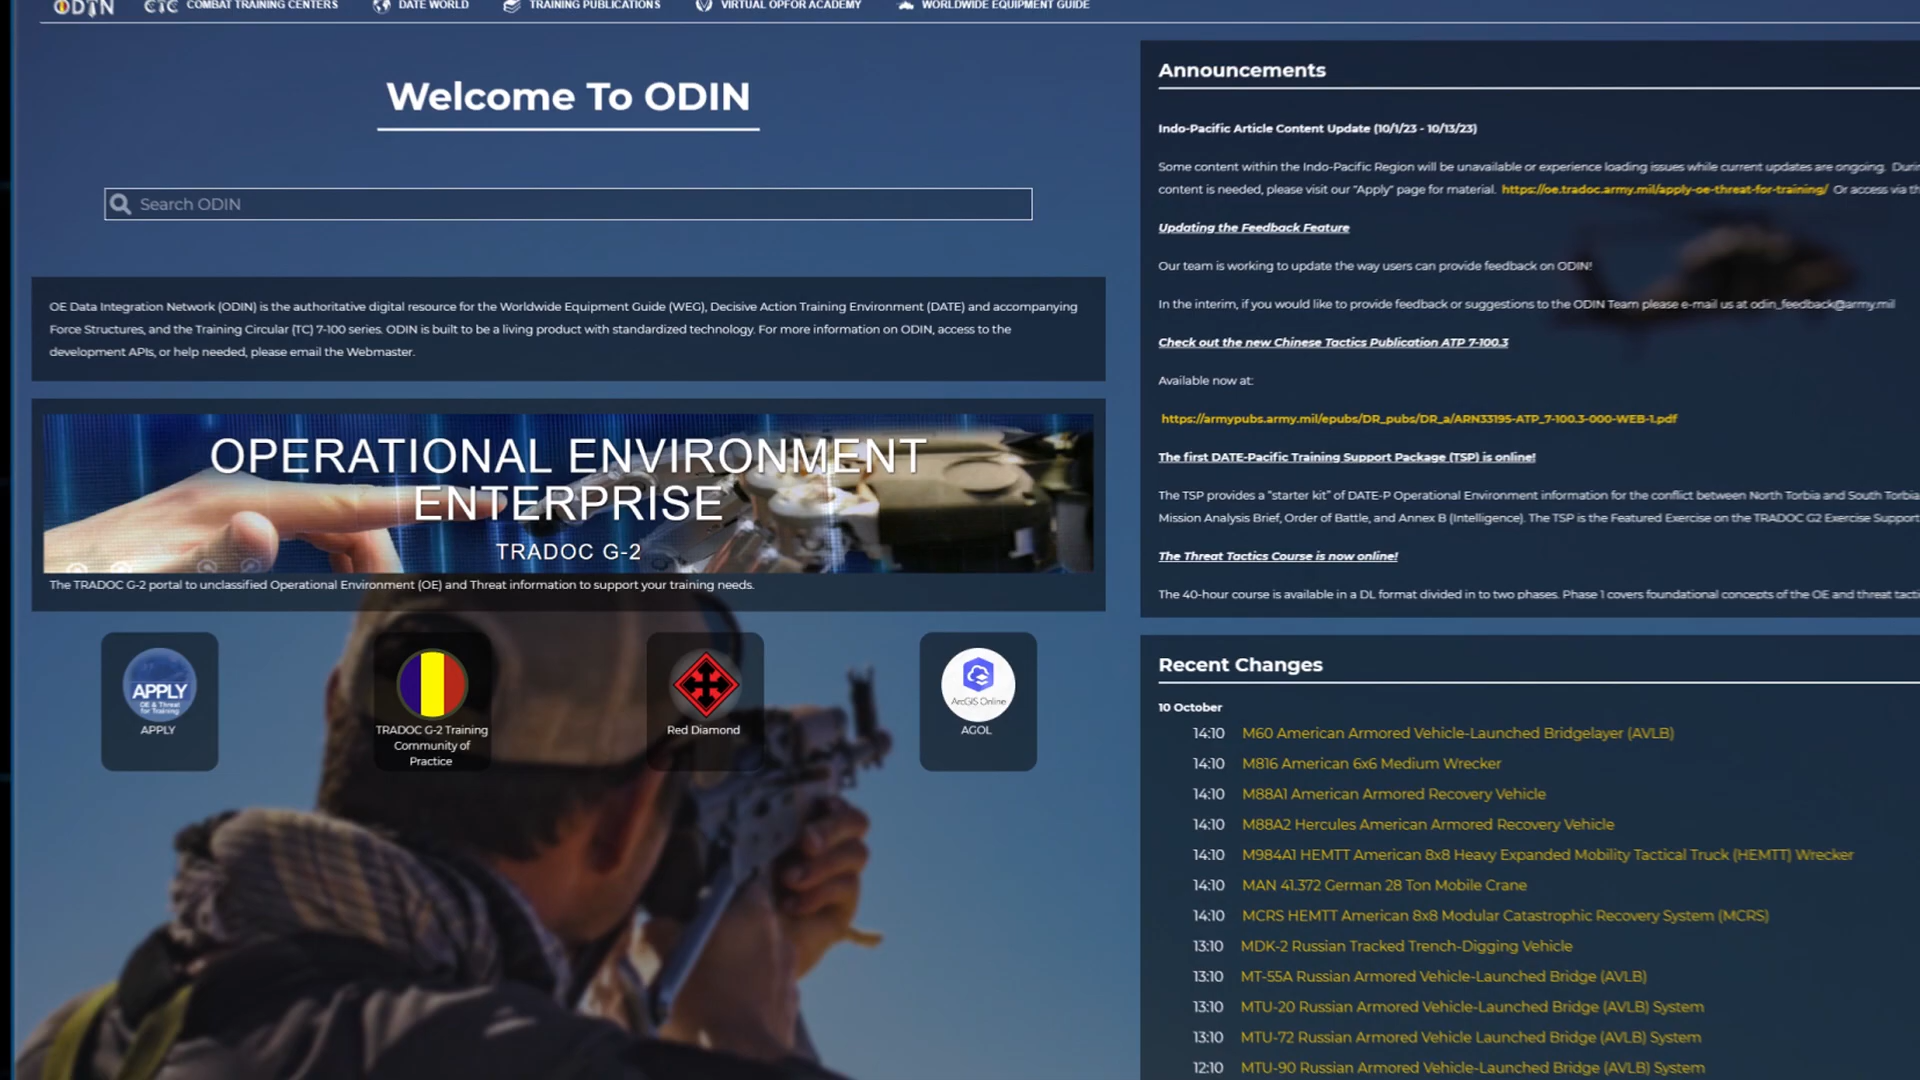 ODIN CTC COMBAT TRAINING CENTERS DATE WORLD TRAINING PUBLICATIONS VIRTUAL OPFOR ACADEMY WORLDWIDE EQUIPMENT GUIDE
Welcome To ODIN
Search ODIN
OE Data Integration Network (ODIN) is the authoritative digital resource for the Worldwide Equipment Guide (WEG), Decisive Action Training Environment (DATE) and accompanying
Force Structures, and the Training Circular (TC) 7-100 series. ODIN is built to be a living product with standardized technology. For more information on ODIN, access to the
development APIs, or help needed, please email the Webmaster.
OPERATIONAL ENVIRONMENT
ENTERPRISE
TRADOC G-2
The TRADOC G-2 portal to unclassified Operational Environment (OE) and Threat information to support your training needs.
APPLY
OE & Threat
for Training
APPLY
TRADOC G-2 Training
Community of
Practice
Red Diamond
ArcGIS Online
AGOL
Announcements
Indo-Pacific Article Content Update (10/1/23 - 10/13/23)
Some content within the Indo-Pacific Region will be unavailable or experience loading issues while current updates are ongoing.
content is needed, please visit our "Apply" page for material. https://oe.tradoc.army.mil/apply-oe-threat-for-training/ Or access via
Updating the Feedback Feature
Our team is working to update the way users can provide feedback on ODIN!
In the interim, if you would like to provide feedback or suggestions to the ODIN Team please e-mail us at odin_feedback@army.mil
Check out the new Chinese Tactics Publication ATP 7-100.3
Available now at:
https://armypubs.army.mil/epubs/DR_pubs/DR_a/ARN33195-ATP_7-100.3-000-WEB-1.pdf
The first DATE-Pacific Training Support Package (TSP) is online!
The TSP provides a "starter kit" of DATE-P Operational Environment information for the conflict between North Torbia and South Torbia
Mission Analysis Brief, Order of Battle, and Annex B (Intelligence). The TSP is the Featured Exercise on the TRADOC G2 Exercise Support
The Threat Tactics Course is now online!
The 40-hour course is available in a DL format divided in to two phases. Phase 1 covers foundational concepts of the OE and threat
Recent Changes
10 October
14:10 M60 American Armored Vehicle-Launched Bridgelayer (AVLB)
14:10 M816 American 6x6 Medium Wrecker
14:10 M88A1 American Armored Recovery Vehicle
14:10 M88A2 Hercules American Armored Recovery Vehicle
14:10 M984A1 HEMTT American 8x8 Heavy Expanded Mobility Tactical Truck (HEMTT) Wrecker
14:10 MAN 41.372 German 28 Ton Mobile Crane
14:10 MCRS HEMTT American 8x8 Modular Catastrophic Recovery System (MCRS)
13:10 MDK-2 Russian Tracked Trench-Digging Vehicle
13:10 MT-55A Russian Armored Vehicle-Launched Bridge (AVLB)
13:10 MTU-20 Russian Armored Vehicle-Launched Bridge (AVLB) System
13:10 MTU-72 Russian Armored Vehicle Launched Bridge (AVLB) System
12:10 MTU-90 Russian Armored Vehicle-Launched Bridge (AVLB) System